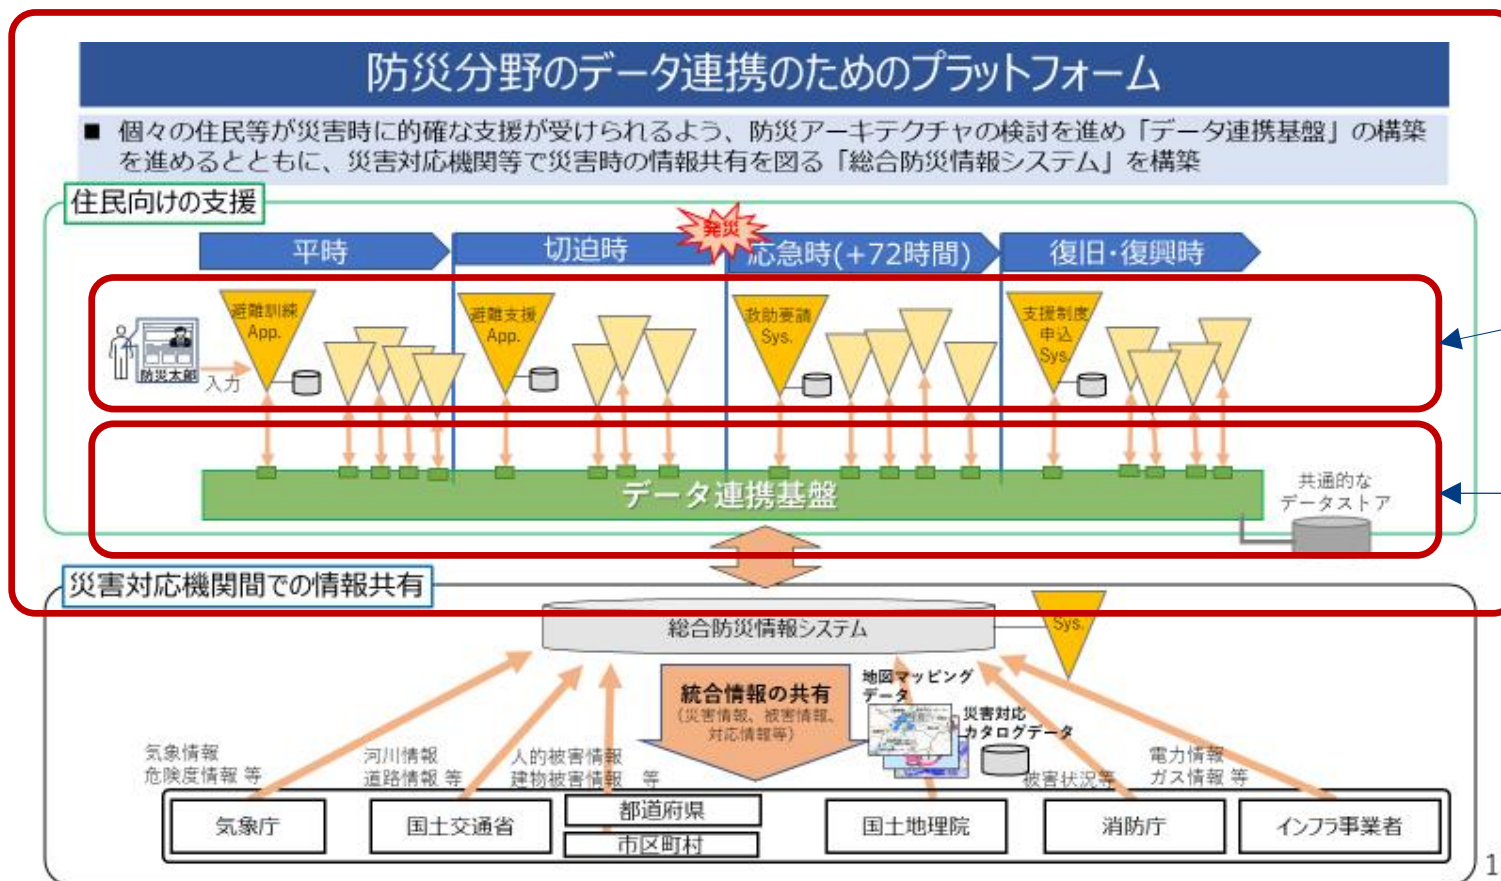 防災分野のデータ連携のためのプラットフォーム
■ 個々の住民等が災害時に的確な支援が受けられるよう、防災アーキテクチャの検討を進め「データ連携基盤」の構築
を進めるとともに、災害対応機関等で災害時の情報共有を図る「総合防災情報システム」を構築
住民向けの支援
発災
平時
切迫時
応急時(+72時間)
復旧・復興時
避難訓練
App.
避難支援
App.
救助要請
Sys.
支援制度
申込
Sys.
防災太郎
入力
データ連携基盤
共通的な
データストア
災害対応機関間での情報共有
総合防災情報システム
Sys.
統合情報の共有
(災害情報、被害情報、
対応情報等)
地図マッピング
データ
災害対応
カタログデータ
気象情報
危険度情報 等
河川情報
道路情報 等
人的被害情報
建物被害情報 等
被害状況等
電力情報
ガス情報 等
気象庁
国土交通省
都道府県
市区町村
国土地理院
消防庁
インフラ事業者
1